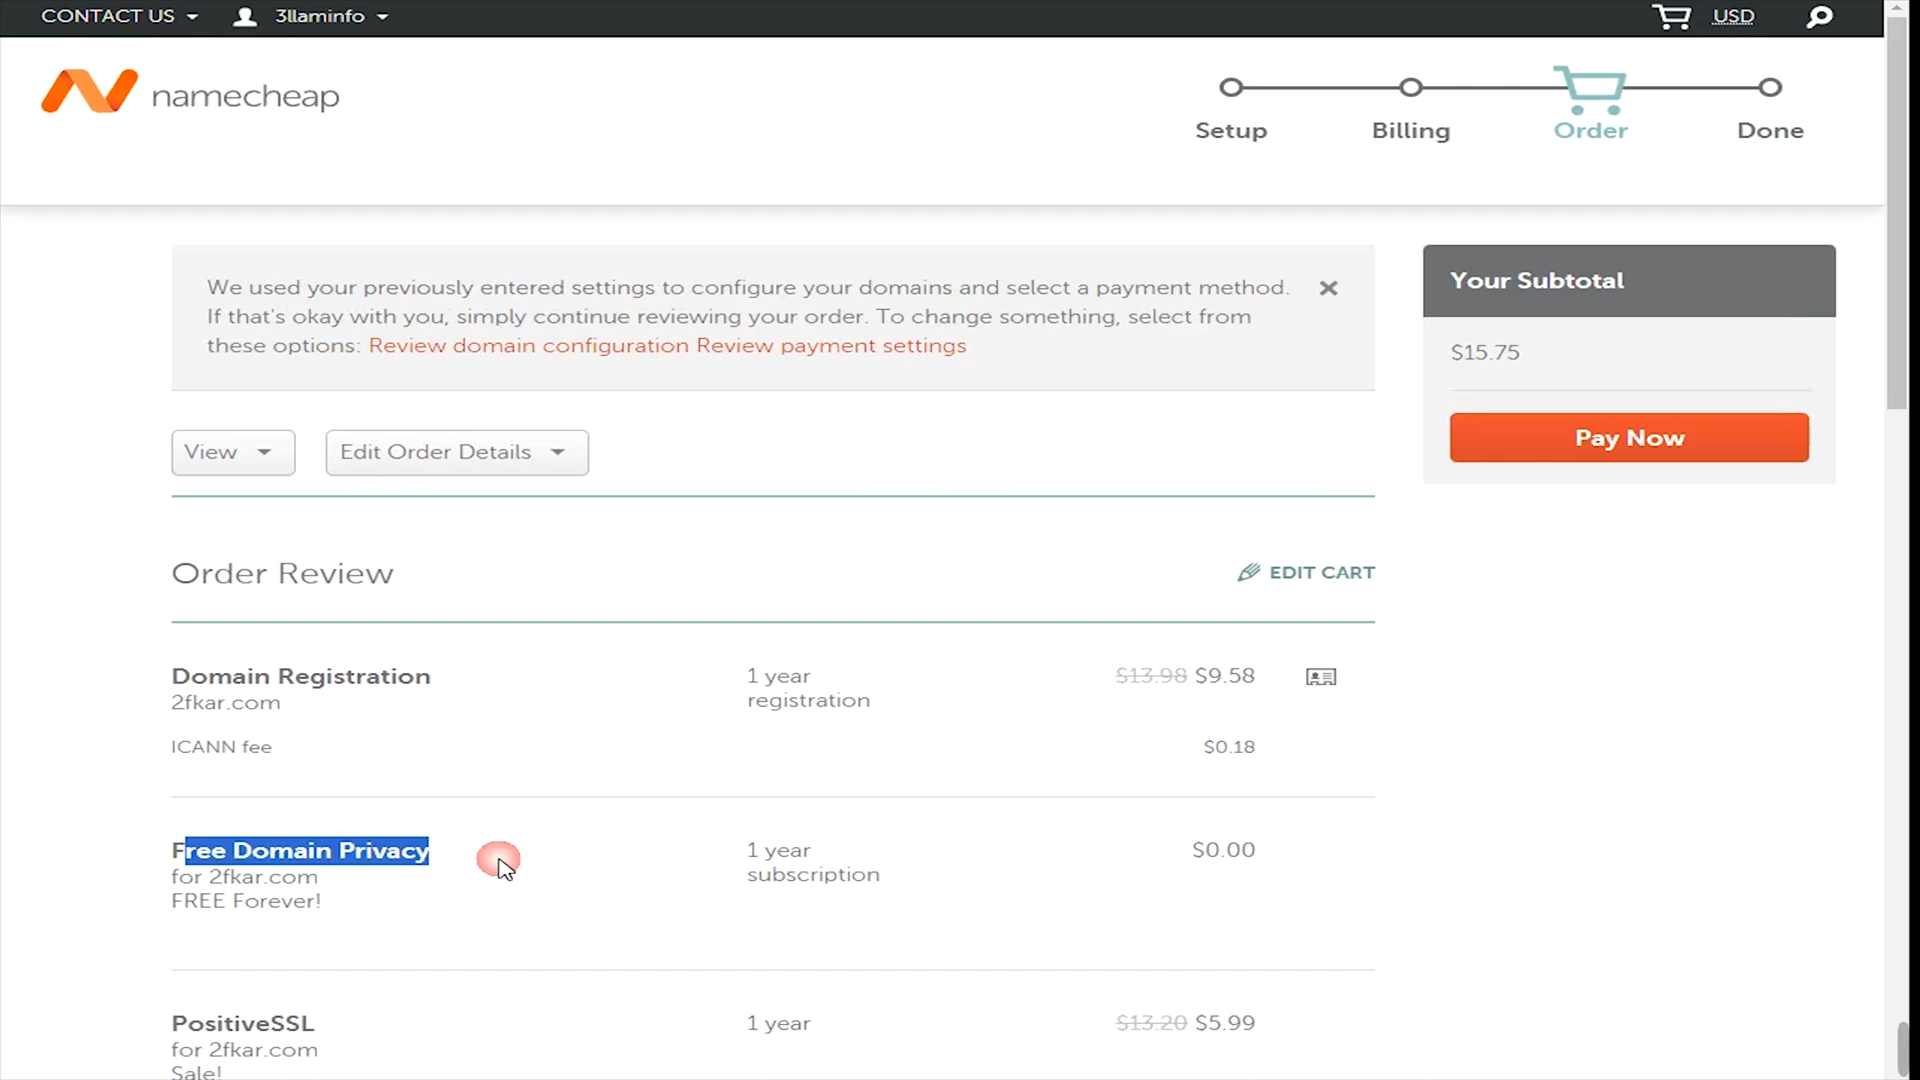 CONTACT US
3llaminfo
USD
namecheap
Setup
Billing
Order
Done
We used your previously entered settings to configure your domains and select a payment method.
If that's okay with you, simply continue reviewing your order. To change something, select from
these options: Review domain configuration Review payment settings
Your Subtotal
$15.75
Pay Now
View
Edit Order Details
Order Review
EDIT CART
Domain Registration
2fkar.com
1 year
registration
$13.98 $9.58
ICANN fee
$0.18
Free Domain Privacy
for 2fkar.com
FREE Forever!
1 year
subscription
$0.00
PositiveSSL
for 2fkar.com
Sale!
1 year
$13.20 $5.99